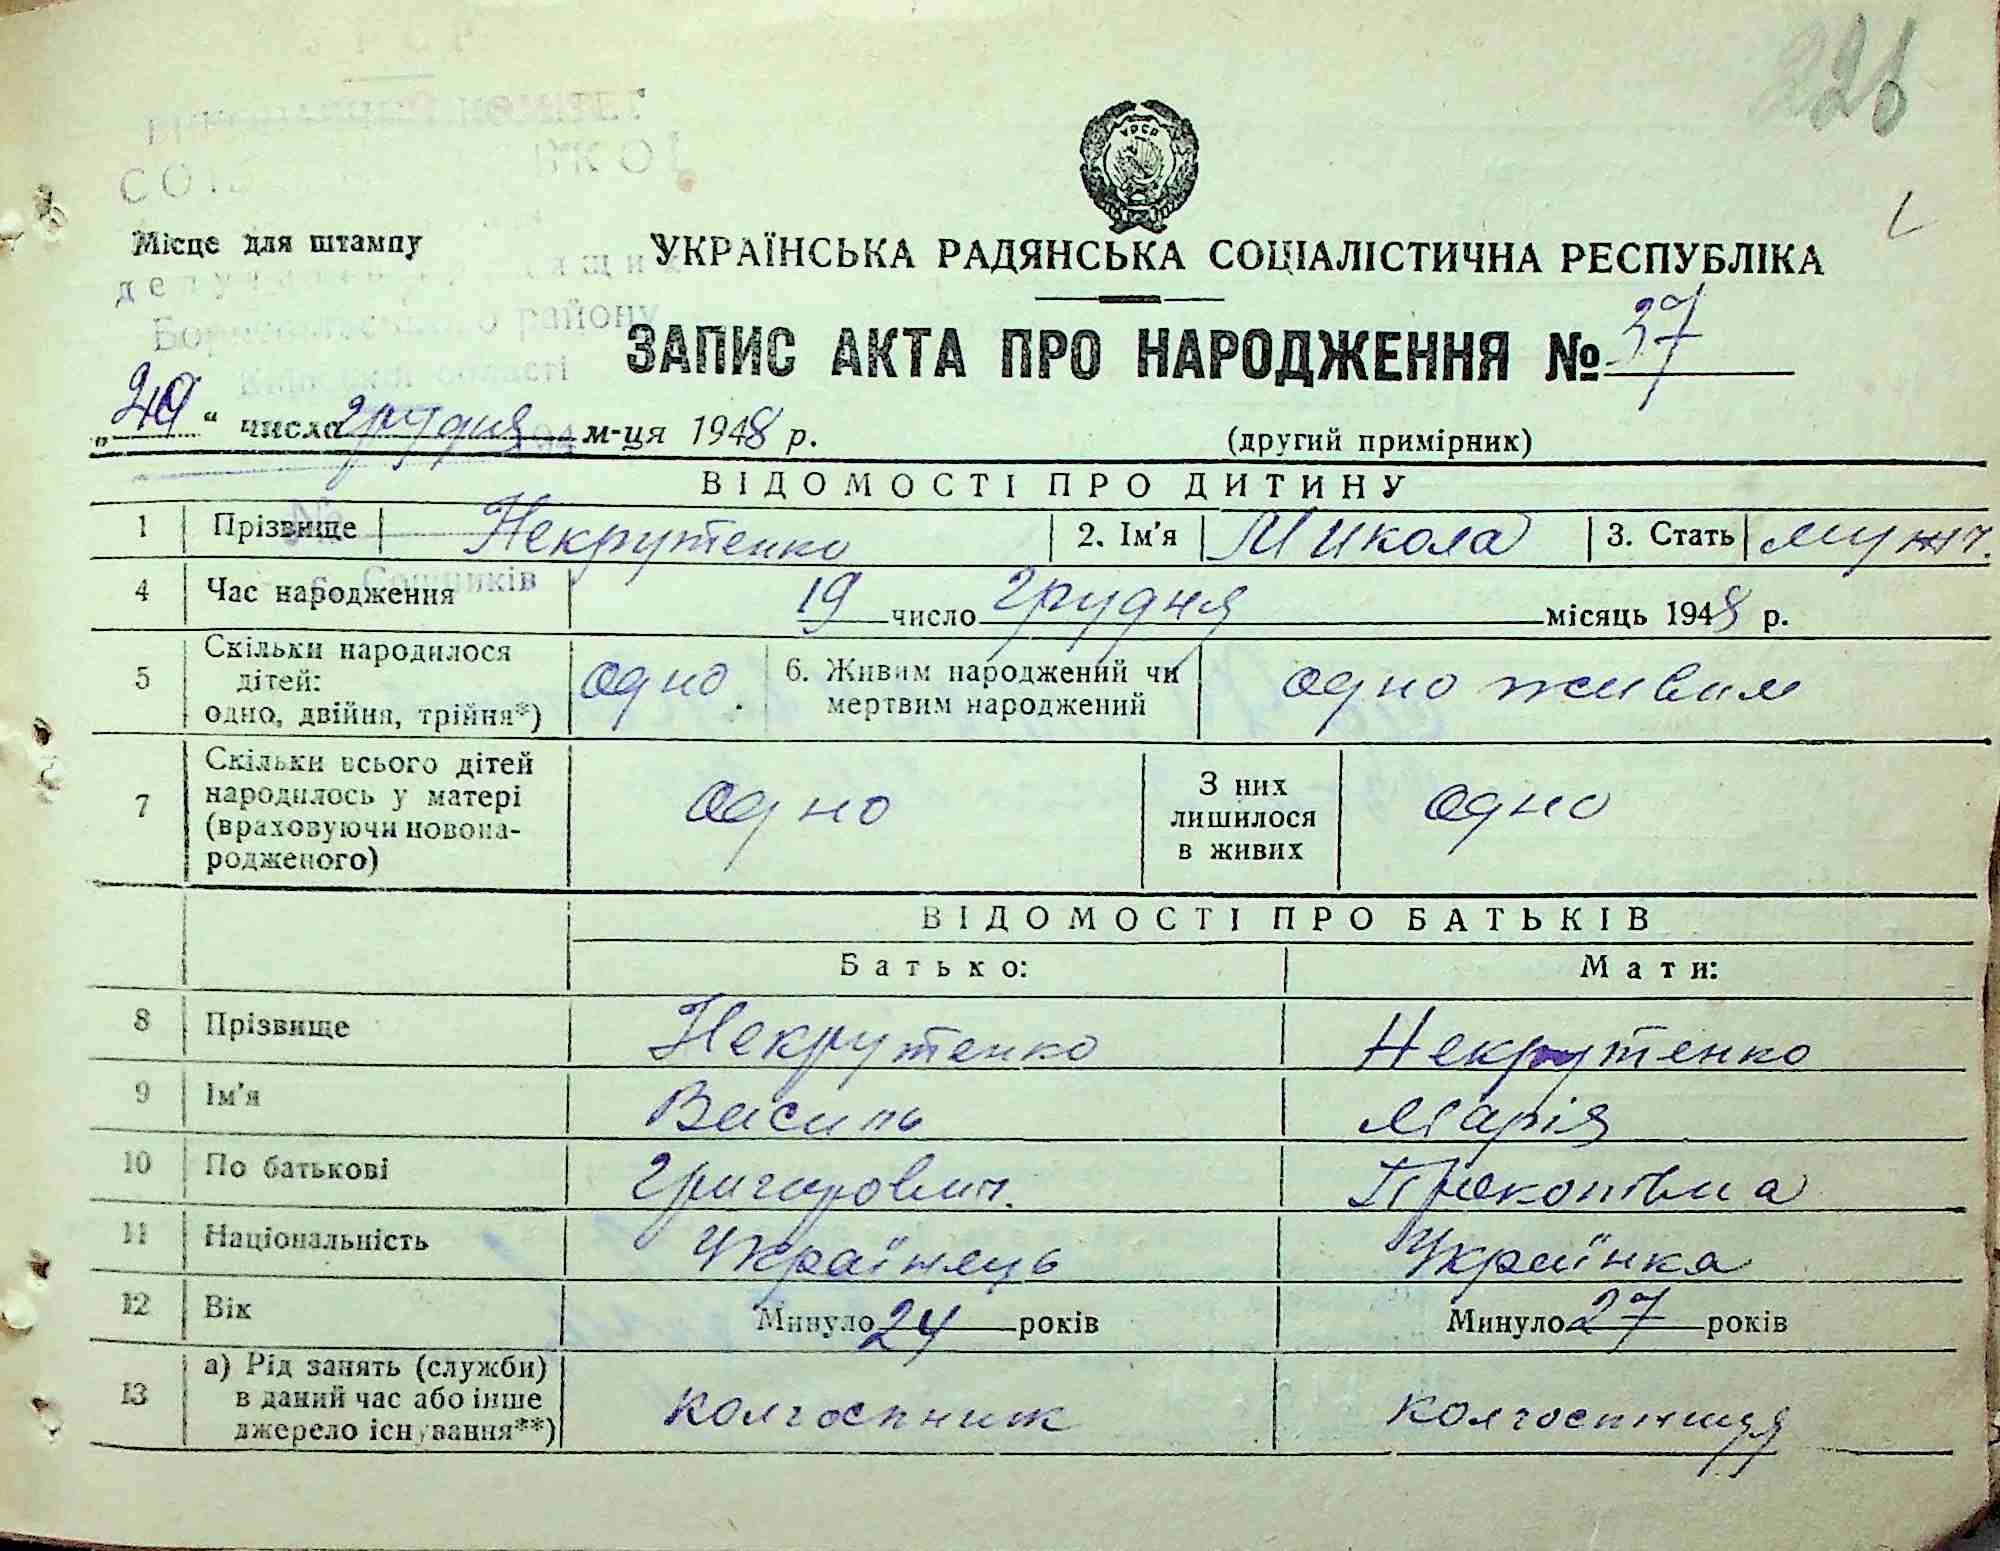 226
Місце для штампу
УКРАЇНСЬКА РАДЯНСЬКА СОЦІАЛІСТИЧНА РЕСПУБЛІКА
ЗАПИС АКТА ПРО НАРОДЖЕННЯ № 37
району
Київської області
" числа грудня м-ця 1948 р.
(другий примірник)
ВІДОМОСТІ ПРО ДИТИНУ
1 Прізвище Некрутенко 2. Ім'я Микола 3. Стать мужч.
с. Сошників
4 Час народження 19 число грудня місяць 1948 р.
5 Скільки народилося дітей: одно, двійня, трійня*) одно 6. Живим народжений чи мертвим народжений одно живим
7 Скільки всього дітей народилось у матері (враховуючи новонародженого) одно З них лишилося в живих одно
ВІДОМОСТІ ПРО БАТЬКІВ
Батько: Мати:
8 Прізвище Некрутенко Некрутенко
9 Ім'я Василь Марія
10 По батькові Григорович. Прокопівна
11 Національність Українець Українка
12 Вік Минуло 24 років Минуло 27 років
13 а) Рід занять (служби) в даний час або інше джерело існування**) колгоспник колгоспниця